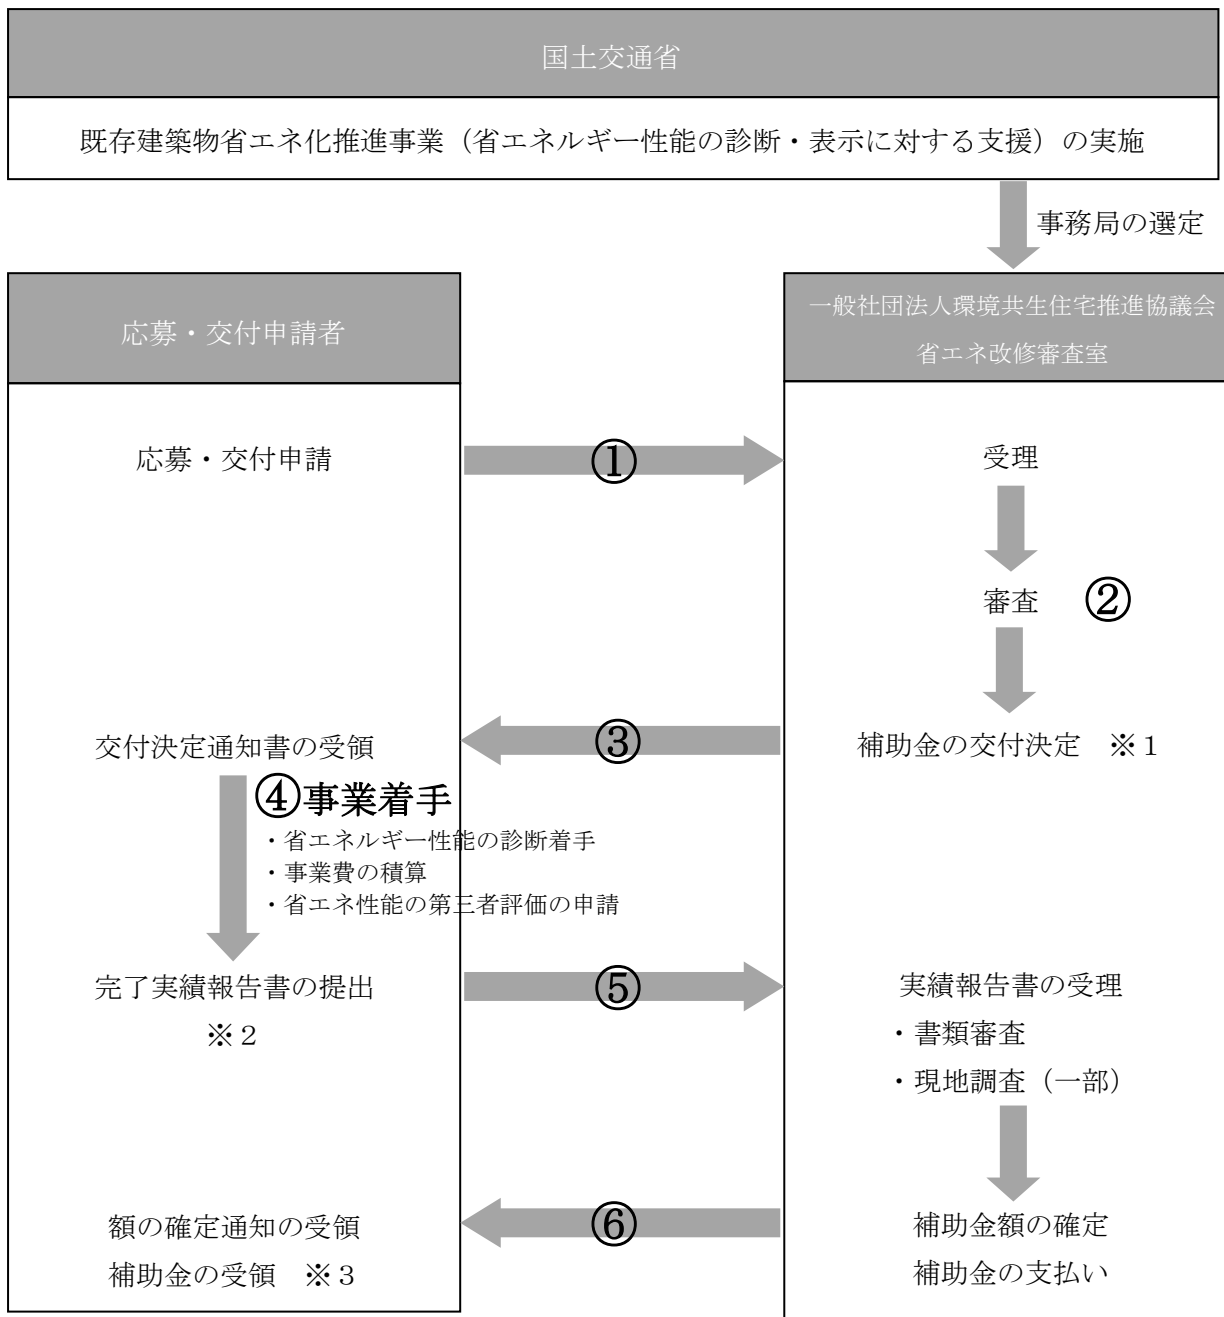 国土交通省
既存建築物省エネ化推進事業（省エネルギー性能の診断・表示に対する支援）の実施
事務局の選定
応募・交付申請者
一般社団法人環境共生住宅推進協議会
省エネ改修審査室
応募・交付申請
①
受理
審査
②
交付決定通知書の受領
③
補助金の交付決定　※１
④事業着手
・省エネルギー性能の診断着手
・事業費の積算
・省エネ性能の第三者評価の申請
完了実績報告書の提出
※２
⑤
実績報告書の受理
・書類審査
・現地調査（一部）
額の確定通知の受領
補助金の受領　※３
⑥
補助金額の確定
補助金の支払い